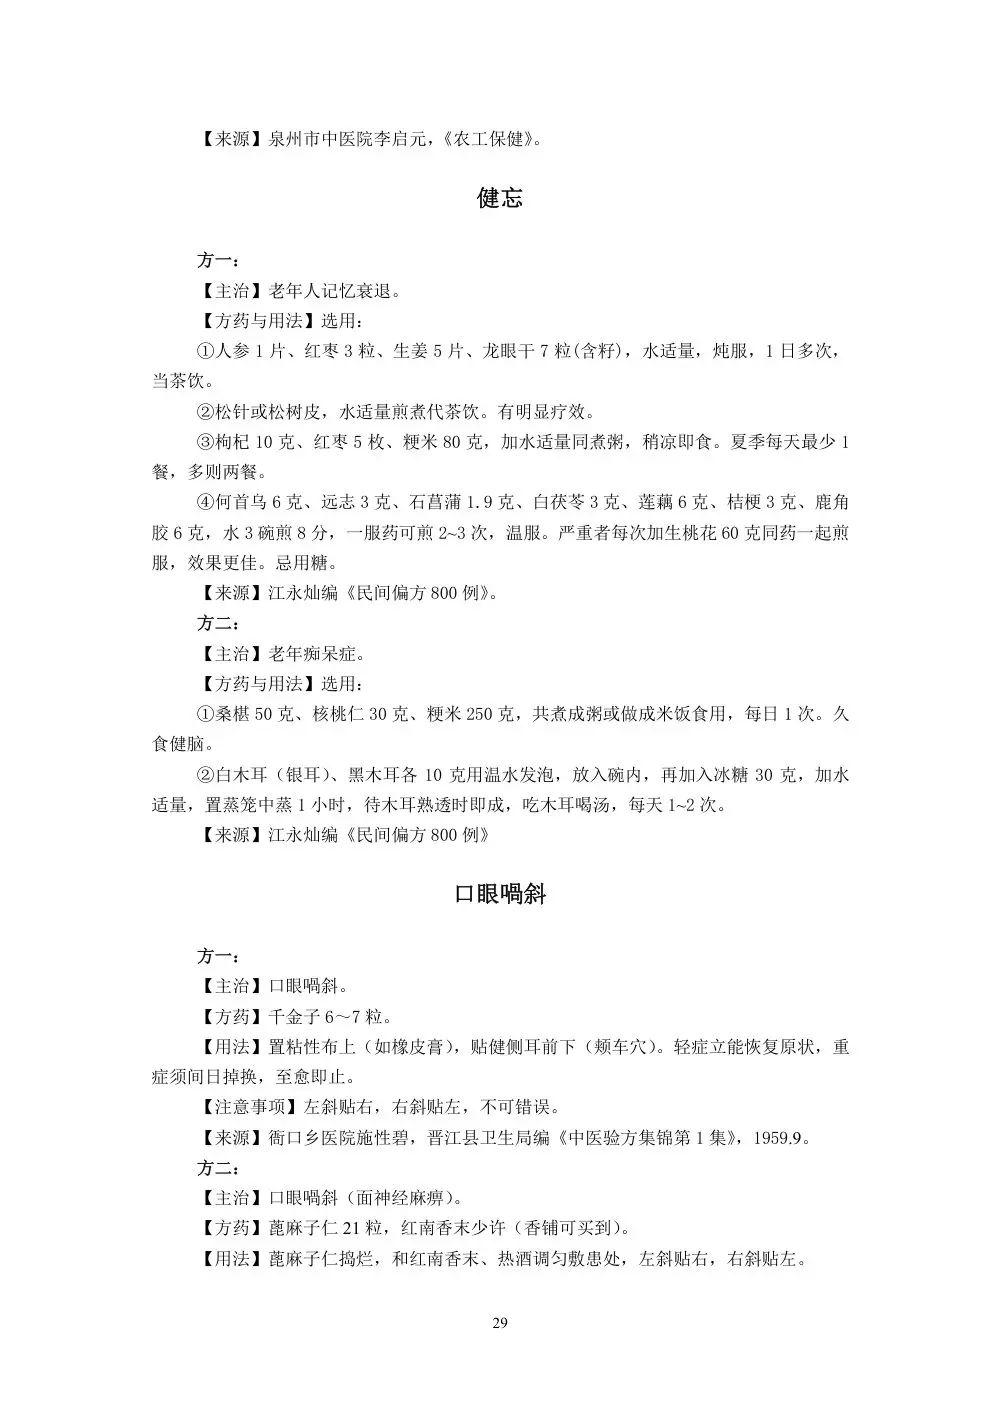 【来源】泉州市中医院李启元，《农工保健》。
健忘
方一：
【主治】老年人记忆衰退。
【方药与用法】选用：
①人参 1 片、红枣 3 粒、生姜 5 片、龙眼干 7 粒(含籽)，水适量，炖服，1 日多次，
当茶饮。
②松针或松树皮，水适量煎煮代茶饮。有明显疗效。
③枸杞 10 克、红枣 5 枚、粳米 80 克，加水适量同煮粥，稍凉即食。夏季每天最少 1
餐，多则两餐。
④何首乌 6 克、远志 3 克、石菖蒲 1.9 克、白茯苓 3 克、莲藕 6 克、桔梗 3 克、鹿角
胶 6 克，水 3 碗煎 8 分，一服药可煎 2~3 次，温服。严重者每次加生桃花 60 克同药一起煎
服，效果更佳。忌用糖。
【来源】江永灿编《民间偏方 800 例》。
方二：
【主治】老年痴呆症。
【方药与用法】选用：
①桑椹 50 克、核桃仁 30 克、粳米 250 克，共煮成粥或做成米饭食用，每日 1 次。久
食健脑。
②白木耳（银耳）、黑木耳各 10 克用温水发泡，放入碗内，再加入冰糖 30 克，加水
适量，置蒸笼中蒸 1 小时，待木耳熟透时即成，吃木耳喝汤，每天 1~2 次。
【来源】江永灿编《民间偏方 800 例》
口眼喎斜
方一：
【主治】口眼喎斜。
【方药】千金子 6～7 粒。
【用法】置粘性布上（如橡皮膏），贴健侧耳前下（颊车穴）。轻症立能恢复原状，重
症须间日掉换，至愈即止。
【注意事项】左斜贴右，右斜贴左，不可错误。
【来源】衙口乡医院施性碧，晋江县卫生局编《中医验方集锦第 1 集》，1959.9。
方二：
【主治】口眼喎斜（面神经麻痹）。
【方药】蓖麻子仁 21 粒，红南香末少许（香铺可买到）。
【用法】蓖麻子仁捣烂，和红南香末、热酒调匀敷患处，左斜贴右，右斜贴左。
29